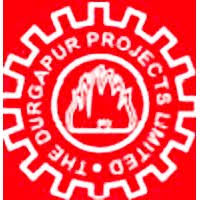 THE DURGAPUR PROJECTS LIMITED